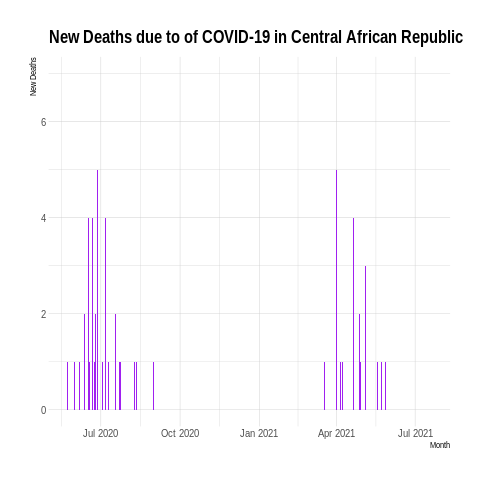 New Deaths due to of COVID-19 in Central African Republic
New Deaths
6
4
2
0
Jul 2020 Oct 2020 Jan 2021 Apr 2021 Jul 2021
Month